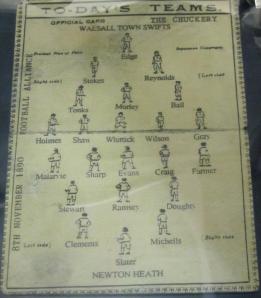 TO-DAY'S TEAMS.
OFFICIAL CARD THE CHUCKERY
WALSALL TOWN SWIFTS
Edge
[Right side] [Left side]
Stokes Reynolds
Tonks Morley Bail
Holmes Shaw Whittick Wilson Gray
Milarvie Sharp Evans Craig Farmer
Stewart Ramsey Doughty
[Left side] Clements Michells [Right side]
Slater
NEWTON HEATH
8TH NOVEMBER 1890 FOOTBALL ALLIANCE